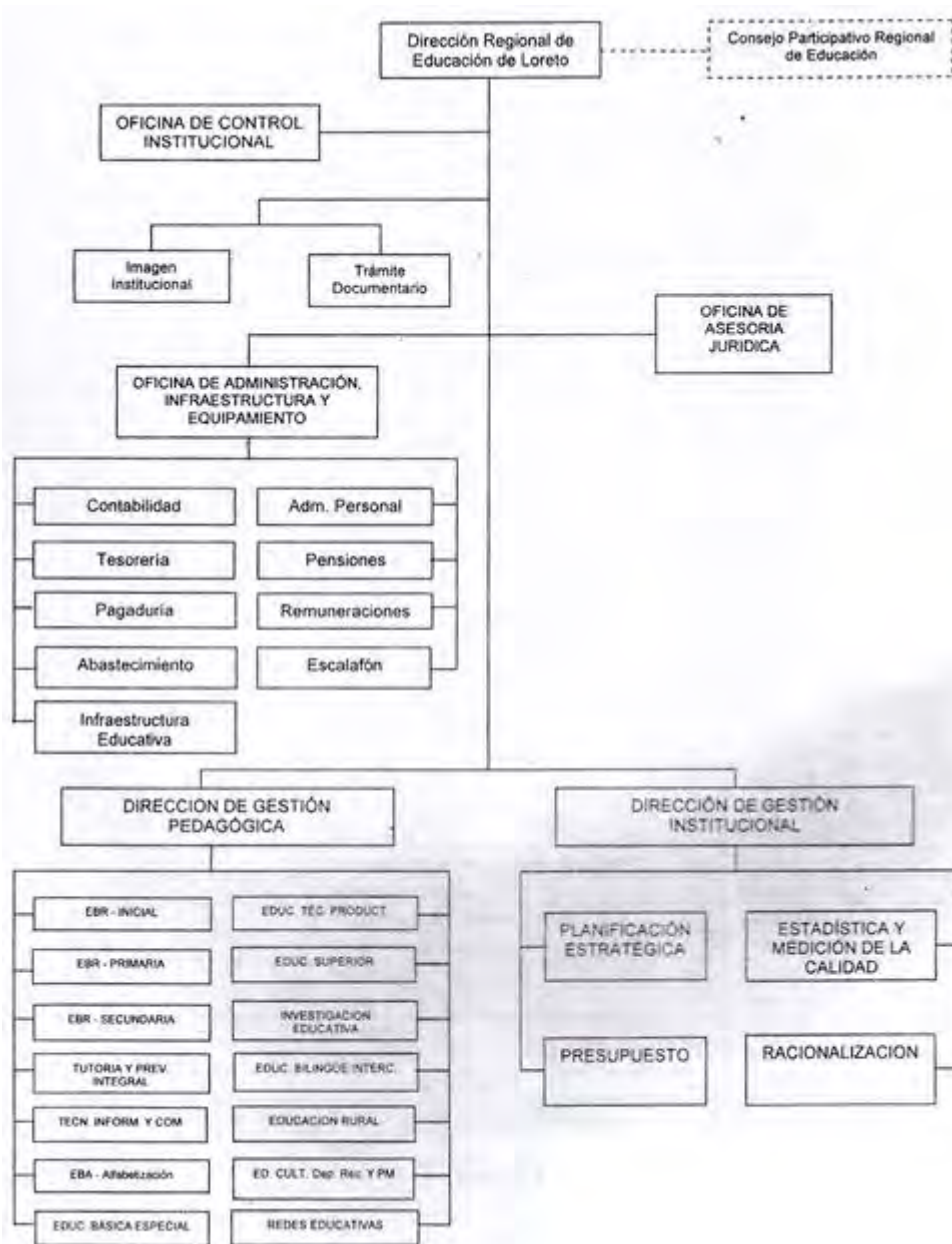 Dirección Regional de
Educación de Loreto
Consejo Participativo Regional
de Educación
OFICINA DE CONTROL
INSTITUCIONAL
Imagen
Institucional
Trámite
Documentario
OFICINA DE
ASESORIA
JURIDICA
OFICINA DE ADMINISTRACIÓN,
INFRAESTRUCTURA Y
EQUIPAMIENTO
Contabilidad
Adm. Personal
Tesorería
Pensiones
Pagaduría
Remuneraciones
Abastecimiento
Escalafón
Infraestructura
Educativa
DIRECCIÓN DE GESTIÓN
PEDAGÓGICA
DIRECCIÓN DE GESTIÓN
INSTITUCIONAL
EBR - INICIAL
EDUC. TEC. PRODUCT.
EBR - PRIMARIA
EDUC. SUPERIOR
EBR - SECUNDARIA
INVESTIGACION
EDUCATIVA
TUTORIA Y PREV.
INTEGRAL
EDUC. BILINGÜE INTERC.
TECN. INFORM. Y COM
EDUCACION RURAL
EBA - Alfabetización
ED. CULT. Dep. Rec. Y PM
EDUC. BÁSICA ESPECIAL
REDES EDUCATIVAS
PLANIFICACIÓN
ESTRATÉGICA
ESTADÍSTICA Y
MEDICIÓN DE LA
CALIDAD
PRESUPUESTO
RACIONALIZACION